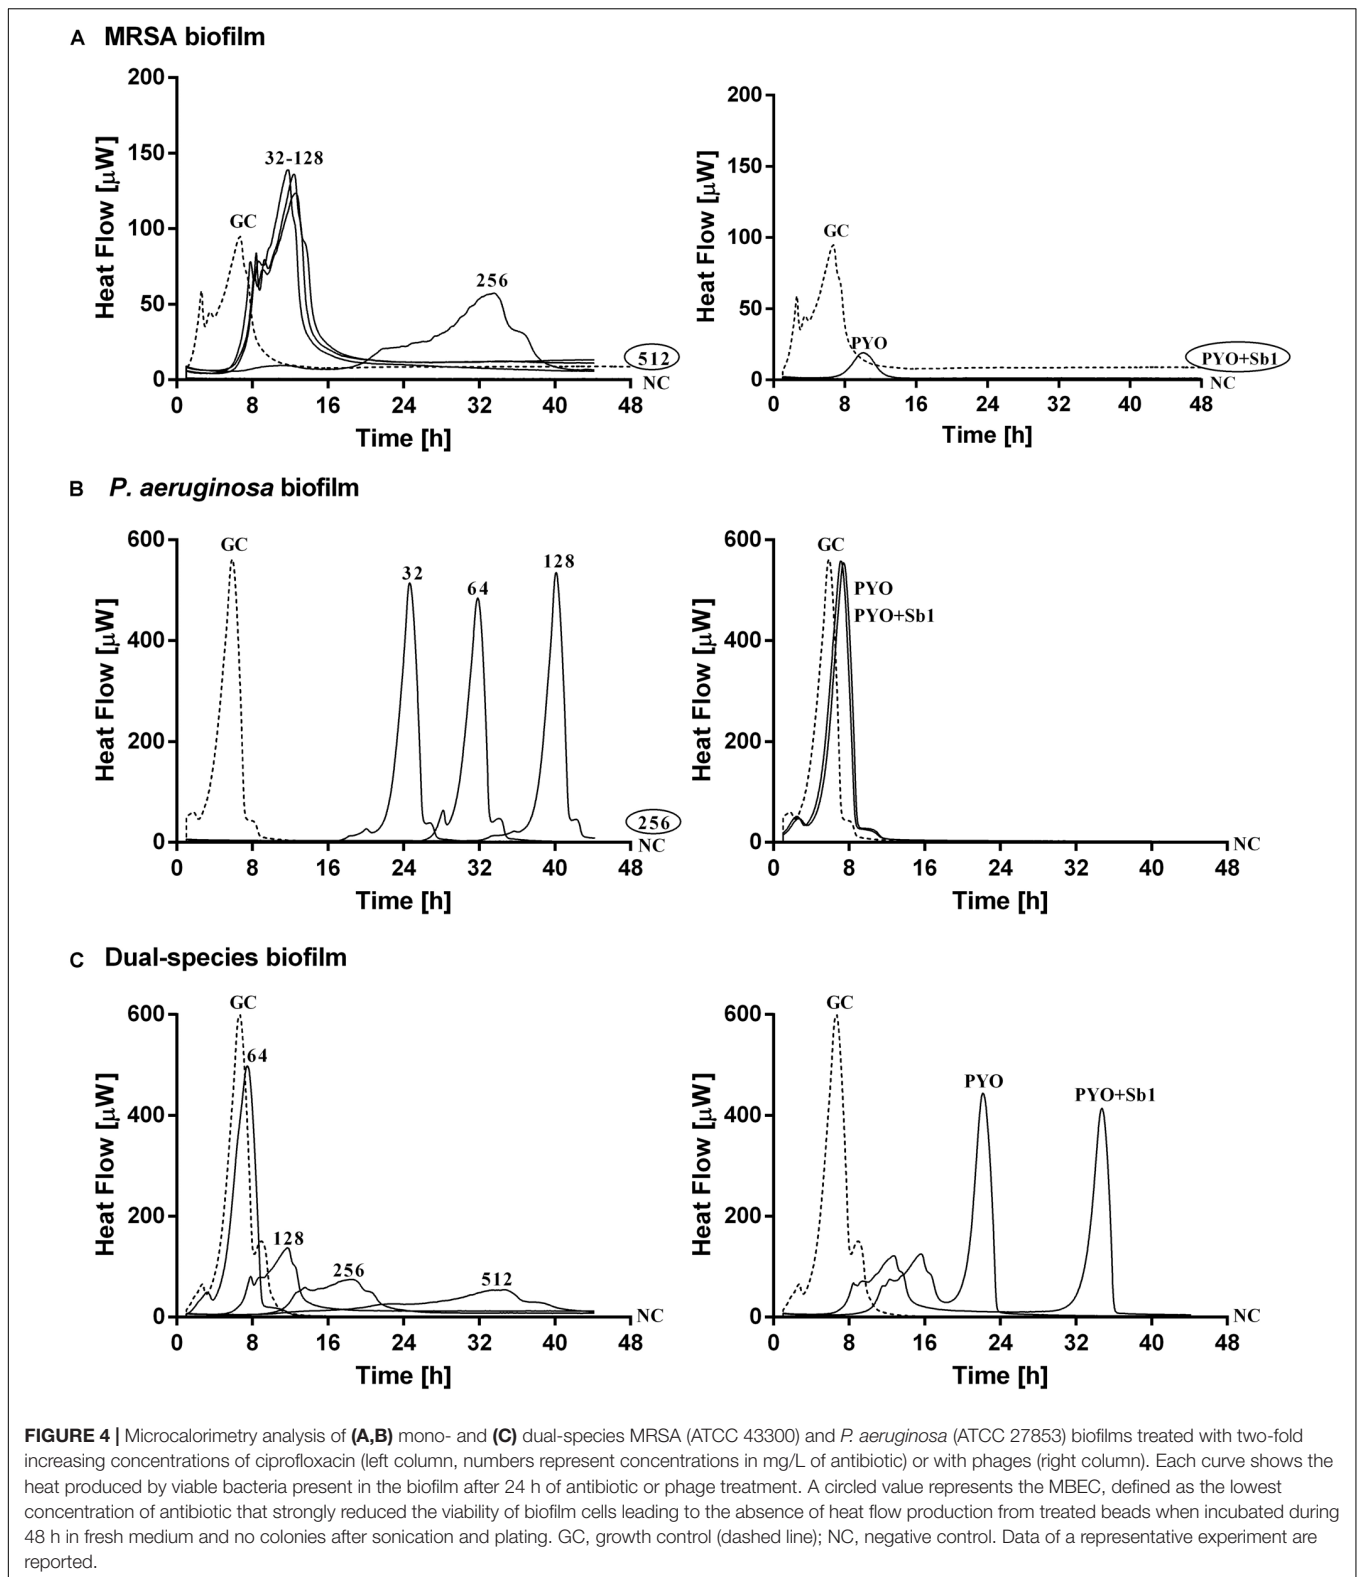 A MRSA biofilm
200
150
100
50
0
Heat Flow [µW]
GC
32-128
256
512
NC
0 8 16 24 32 40 48
Time [h]
200
150
100
50
0
Heat Flow [µW]
GC
PYO
PYO+Sb1
NC
0 8 16 24 32 40 48
Time [h]
B P. aeruginosa biofilm
600
400
200
0
Heat Flow [µW]
GC
32
64
128
256
NC
0 8 16 24 32 40 48
Time [h]
600
400
200
0
Heat Flow [µW]
GC
PYO
PYO+Sb1
NC
0 8 16 24 32 40 48
Time [h]
C Dual-species biofilm
600
400
200
0
Heat Flow [µW]
GC
64
128
256
512
NC
0 8 16 24 32 40 48
Time [h]
600
400
200
0
Heat Flow [µW]
GC
PYO
PYO+Sb1
NC
0 8 16 24 32 40 48
Time [h]
FIGURE 4 | Microcalorimetry analysis of (A,B) mono- and (C) dual-species MRSA (ATCC 43300) and P. aeruginosa (ATCC 27853) biofilms treated with two-fold
increasing concentrations of ciprofloxacin (left column, numbers represent concentrations in mg/L of antibiotic) or with phages (right column). Each curve shows the
heat produced by viable bacteria present in the biofilm after 24 h of antibiotic or phage treatment. A circled value represents the MBEC, defined as the lowest
concentration of antibiotic that strongly reduced the viability of biofilm cells leading to the absence of heat flow production from treated beads when incubated during
48 h in fresh medium and no colonies after sonication and plating. GC, growth control (dashed line); NC, negative control. Data of a representative experiment are
reported.